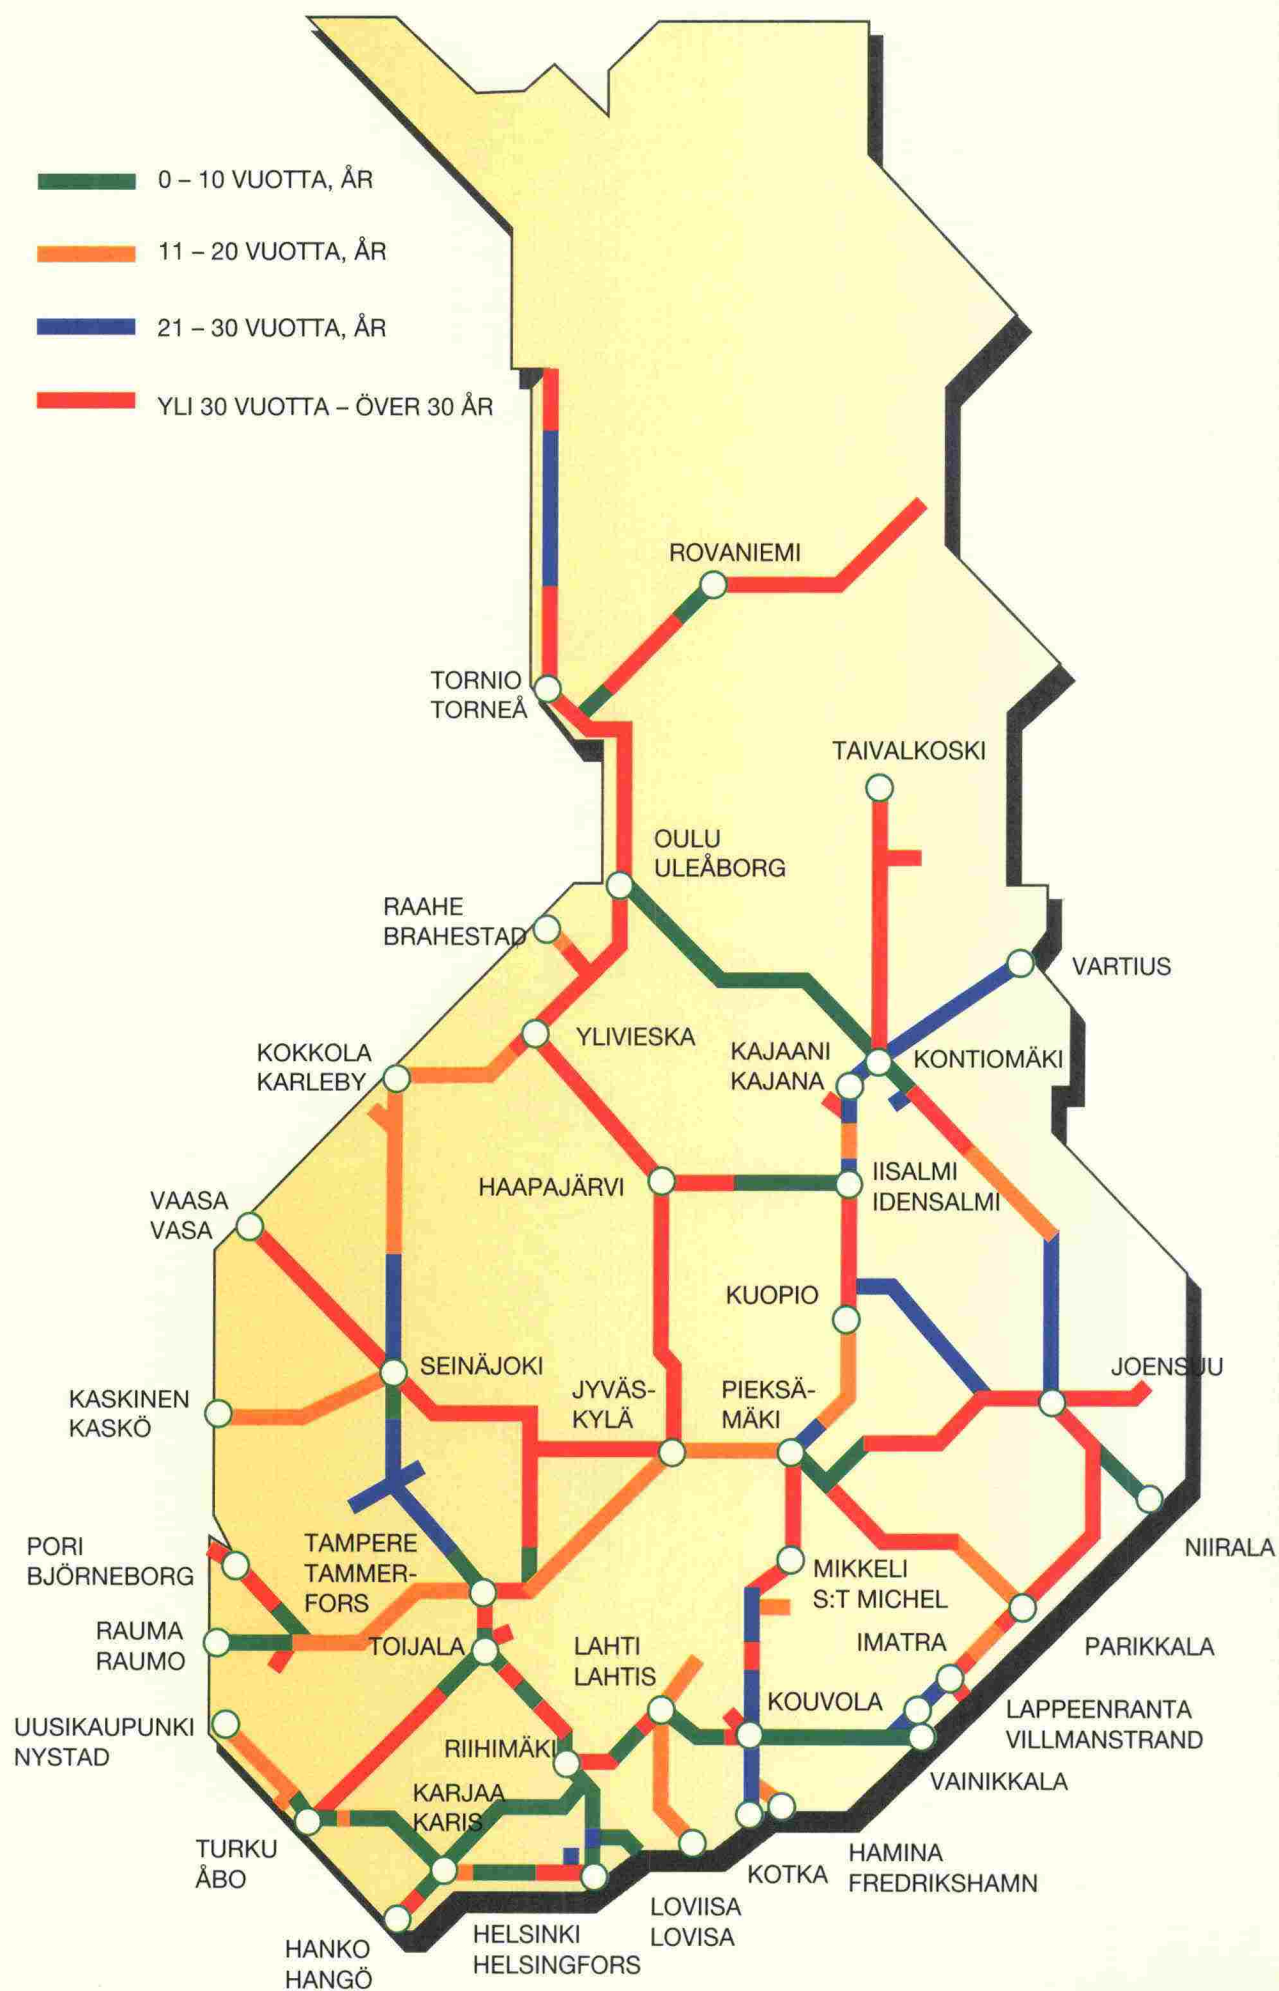 0 – 10 VUOTTA, ÅR
11 – 20 VUOTTA, ÅR
21 – 30 VUOTTA, ÅR
YLI 30 VUOTTA – ÖVER 30 ÅR
ROVANIEMI
TORNIO
TORNEÅ
TAIVALKOSKI
OULU
ULEÅBORG
RAAHE
BRAHESTAD
VARTIUS
YLIVIESKA
KOKKOLA
KARLEBY
KAJAANI
KAJANA
KONTIOMÄKI
HAAPAJÄRVI
IISALMI
IDENSALMI
VAASA
VASA
KUOPIO
SEINÄJOKI
JOENSUU
KASKINEN
KASKÖ
JYVÄS-
KYLÄ
PIEKSÄ-
MÄKI
PORI
BJÖRNEBORG
TAMPERE
TAMMER-
FORS
NIIRALA
MIKKELI
S:T MICHEL
RAUMA
RAUMO
TOIJALA
LAHTI
LAHTIS
IMATRA
PARIKKALA
UUSIKAUPUNKI
NYSTAD
KOUVOLA
LAPPEENRANTA
VILLMANSTRAND
RIIHIMÄKI
KARJAA
KARIS
VAINIKKALA
TURKU
ÅBO
KOTKA
HAMINA
FREDRIKSHAMN
LOVIISA
LOVISA
HELSINKI
HELSINGFORS
HANKO
HANGÖ